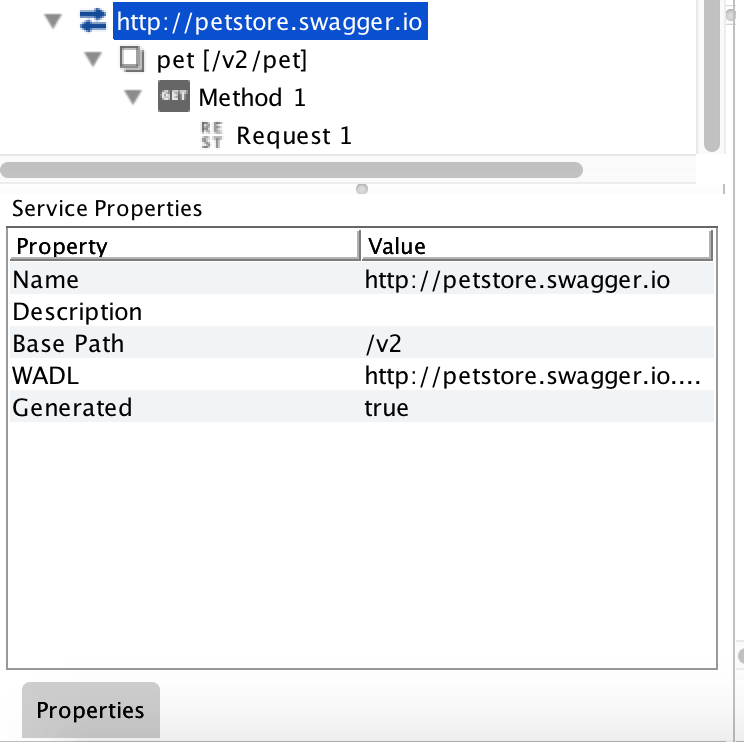 http://petstore.swagger.io
pet [/v2/pet]
GET Method 1
REST Request 1
Service Properties
Property Value
Name http://petstore.swagger.io
Description
Base Path /v2
WADL http://petstore.swagger.io....
Generated true
Properties